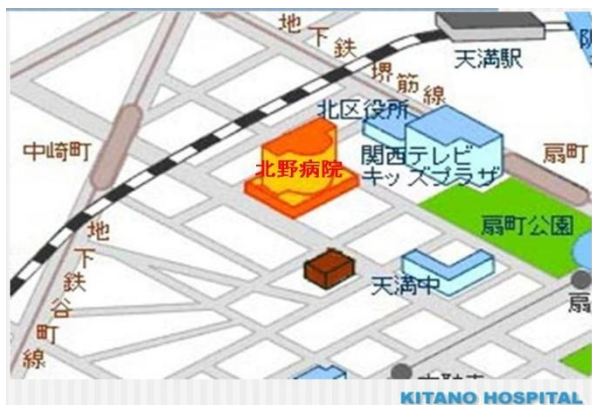 地下鉄堺筋線
天満駅
北区役所
中崎町
北野病院
関西テレビ
キッズプラザ
扇町
扇町公園
地下鉄谷町線
天満中
扇
KITANO HOSPITAL